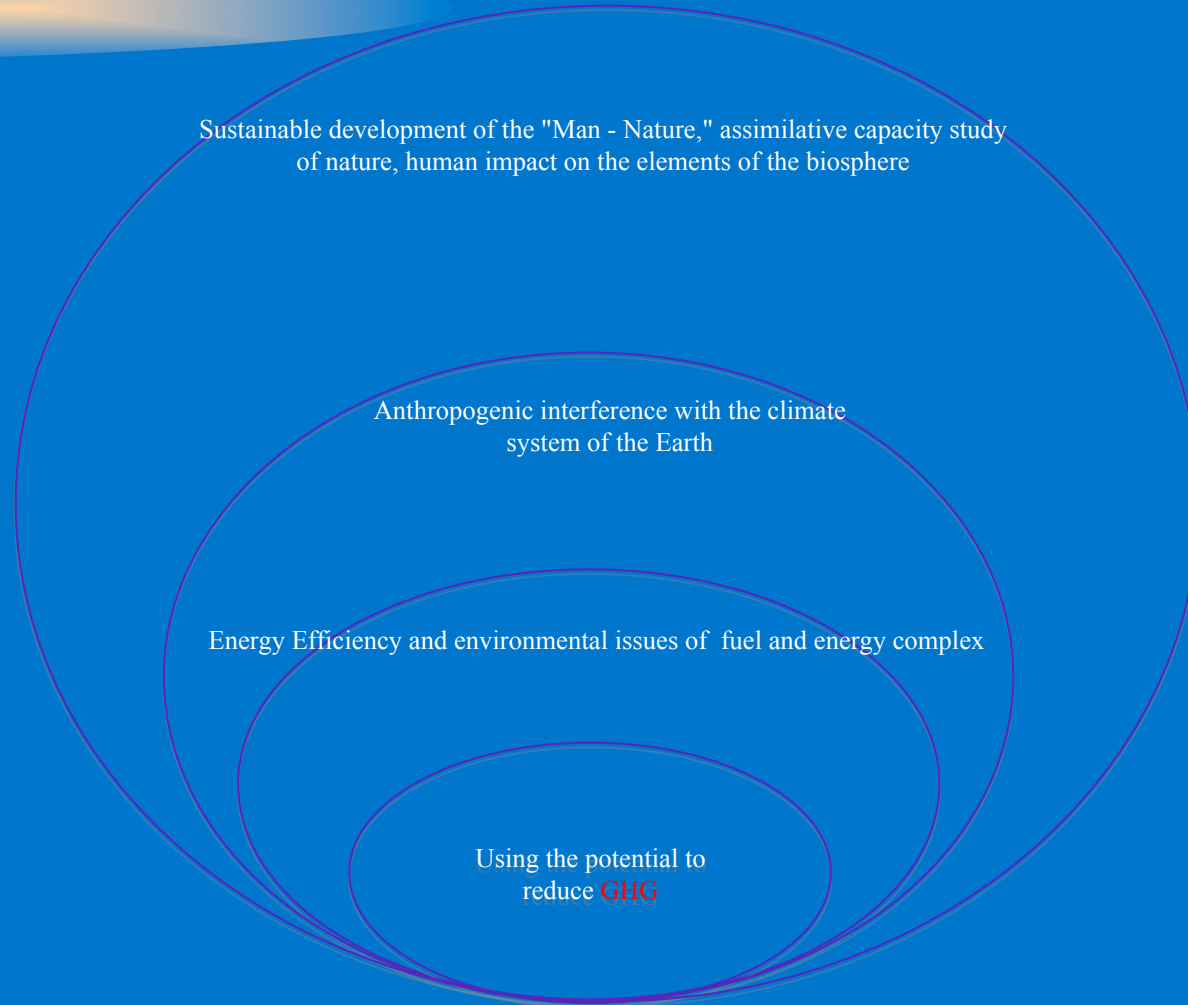 Sustainable development of the "Man - Nature," assimilative capacity study
of nature, human impact on the elements of the biosphere
Anthropogenic interference with the climate
system of the Earth
Energy Efficiency and environmental issues of  fuel and energy complex
Using the potential to
reduce GHG